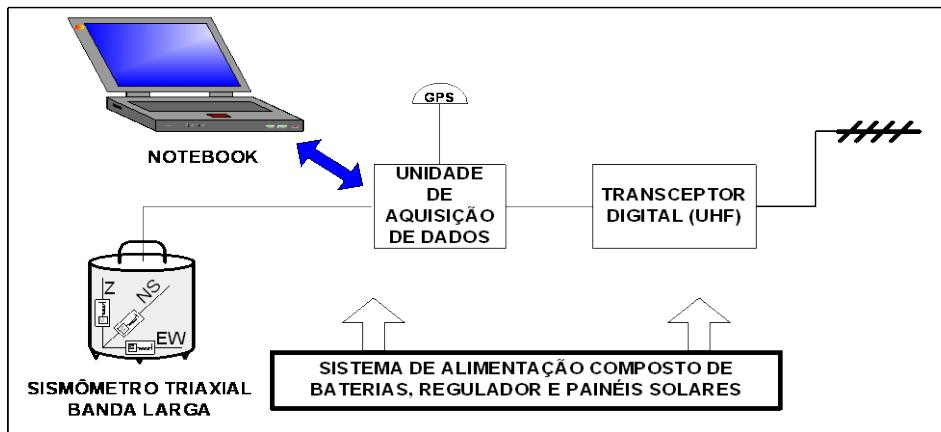 GPS
NOTEBOOK
UNIDADE
DE
AQUISIÇÃO
DE DADOS
TRANSCEPTOR
DIGITAL (UHF)
Z
NS
EW
SISMÔMETRO TRIAXIAL
BANDA LARGA
SISTEMA DE ALIMENTAÇÃO COMPOSTO DE
BATERIAS, REGULADOR E PAINÉIS SOLARES